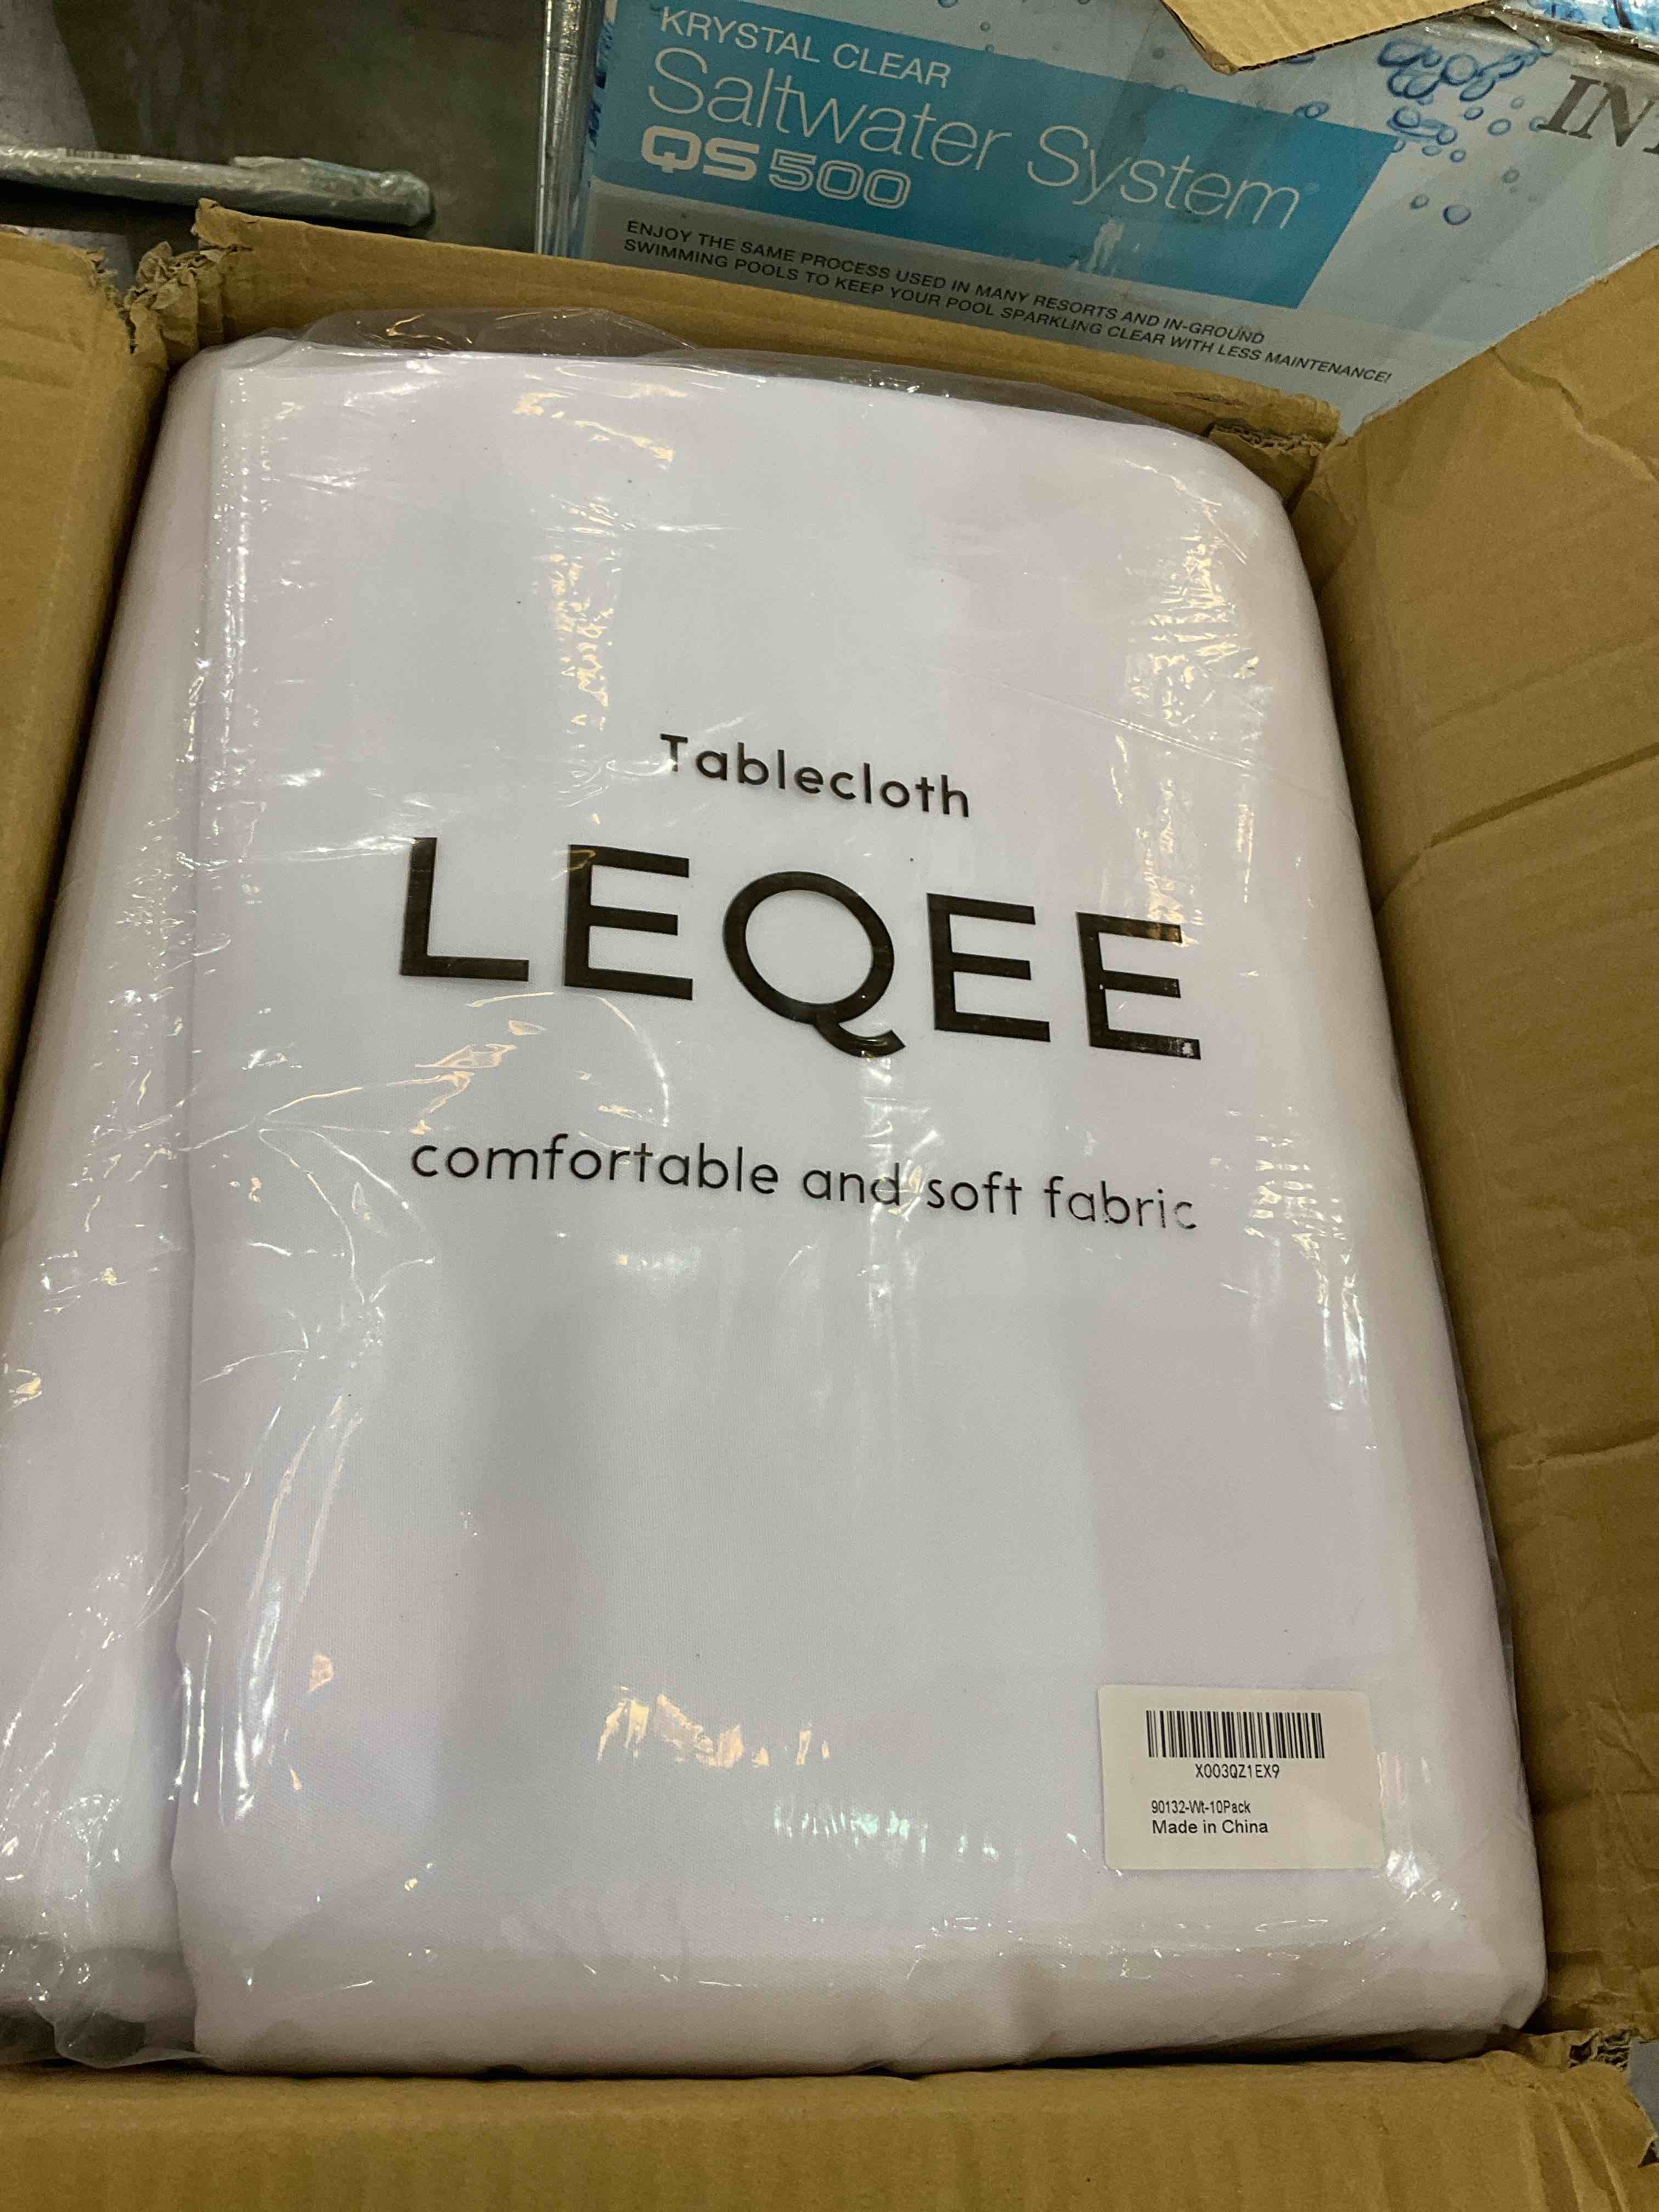 KRYSTAL CLEAR
Saltwater System
QS500
ENJOY THE SAME PROCESS USED IN MANY RESORTS AND IN-GROUND
SWIMMING POOLS TO KEEP YOUR POOL SPARKLING CLEAR WITH LESS MAINTENANCE!
Tablecloth
LEQEE
comfortable and soft fabric
X003QZ1EX9
90132-Wt-10Pack
Made in China